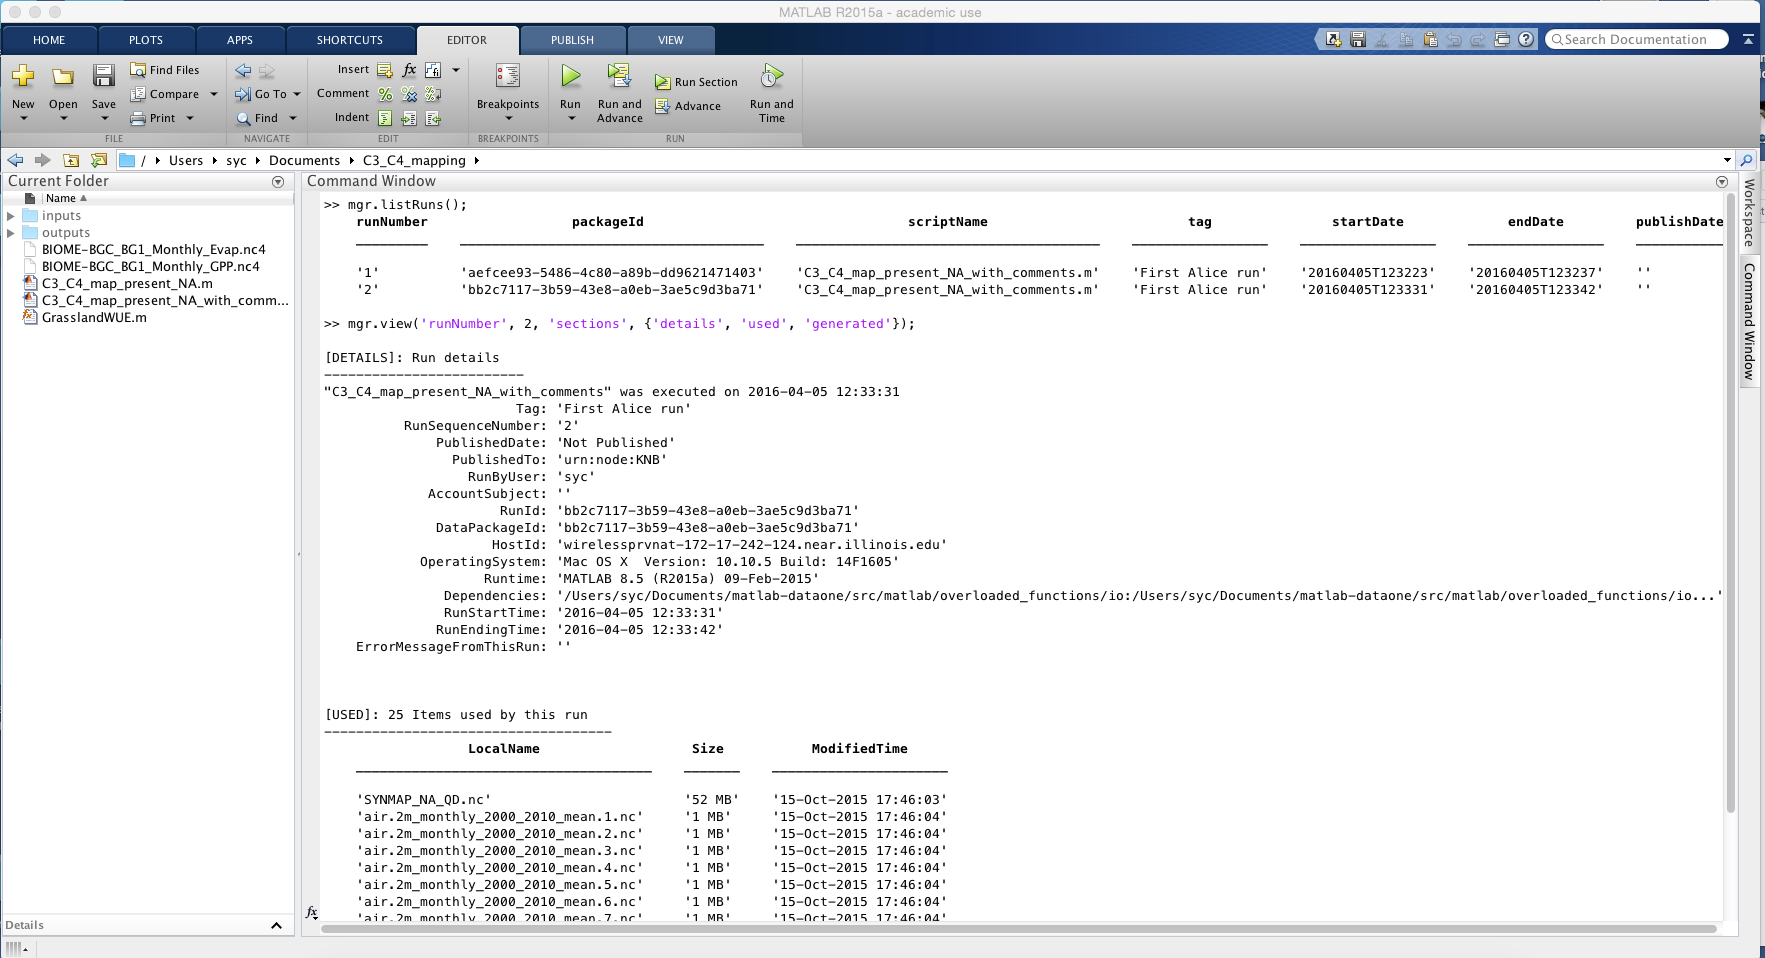 MATLAB R2015a - academic use
HOME PLOTS APPS SHORTCUTS EDITOR PUBLISH VIEW Search Documentation
New Open Save Find Files Compare Print
Go To Find
Insert fx Comment Indent
Breakpoints
Run Run and Advance Run Section Advance Run and Time
FILE NAVIGATE EDIT BREAKPOINTS RUN
/ Users syc Documents C3_C4_mapping
Current Folder
Name
inputs
outputs
BIOME-BGC_BG1_Monthly_Evap.nc4
BIOME-BGC_BG1_Monthly_GPP.nc4
C3_C4_map_present_NA.m
C3_C4_map_present_NA_with_comm...
GrasslandWUE.m
Details
Command Window
>> mgr.listRuns();
runNumber packageId scriptName tag startDate endDate publishDate
'1' 'aefcee93-5486-4c80-a89b-dd9621471403' 'C3_C4_map_present_NA_with_comments.m' 'First Alice run' '20160405T123223' '20160405T123237' ''
'2' 'bb2c7117-3b59-43e8-a0eb-3ae5c9d3ba71' 'C3_C4_map_present_NA_with_comments.m' 'First Alice run' '20160405T123331' '20160405T123342' ''
>> mgr.view('runNumber', 2, 'sections', {'details', 'used', 'generated'});
[DETAILS]: Run details
-------------------------
"C3_C4_map_present_NA_with_comments" was executed on 2016-04-05 12:33:31
Tag: 'First Alice run'
RunSequenceNumber: '2'
PublishedDate: 'Not Published'
PublishedTo: 'urn:node:KNB'
RunByUser: 'syc'
AccountSubject: ''
RunId: 'bb2c7117-3b59-43e8-a0eb-3ae5c9d3ba71'
DataPackageId: 'bb2c7117-3b59-43e8-a0eb-3ae5c9d3ba71'
HostId: 'wirelessprvnat-172-17-242-124.near.illinois.edu'
OperatingSystem: 'Mac OS X  Version: 10.10.5 Build: 14F1605'
Runtime: 'MATLAB 8.5 (R2015a) 09-Feb-2015'
Dependencies: '/Users/syc/Documents/matlab-dataone/src/matlab/overloaded_functions/io:/Users/syc/Documents/matlab-dataone/src/matlab/overloaded_functions/io...'
RunStartTime: '2016-04-05 12:33:31'
RunEndingTime: '2016-04-05 12:33:42'
ErrorMessageFromThisRun: ''
[USED]: 25 Items used by this run
------------------------------------
LocalName Size ModifiedTime
'SYNMAP_NA_QD.nc' '52 MB' '15-Oct-2015 17:46:03'
'air.2m_monthly_2000_2010_mean.1.nc' '1 MB' '15-Oct-2015 17:46:04'
'air.2m_monthly_2000_2010_mean.2.nc' '1 MB' '15-Oct-2015 17:46:04'
'air.2m_monthly_2000_2010_mean.3.nc' '1 MB' '15-Oct-2015 17:46:04'
'air.2m_monthly_2000_2010_mean.4.nc' '1 MB' '15-Oct-2015 17:46:04'
'air.2m_monthly_2000_2010_mean.5.nc' '1 MB' '15-Oct-2015 17:46:04'
'air.2m_monthly_2000_2010_mean.6.nc' '1 MB' '15-Oct-2015 17:46:04'
'air.2m_monthly_2000_2010_mean.7.nc' '1 MB' '15-Oct-2015 17:46:04'
fx
Workspace
Command Window